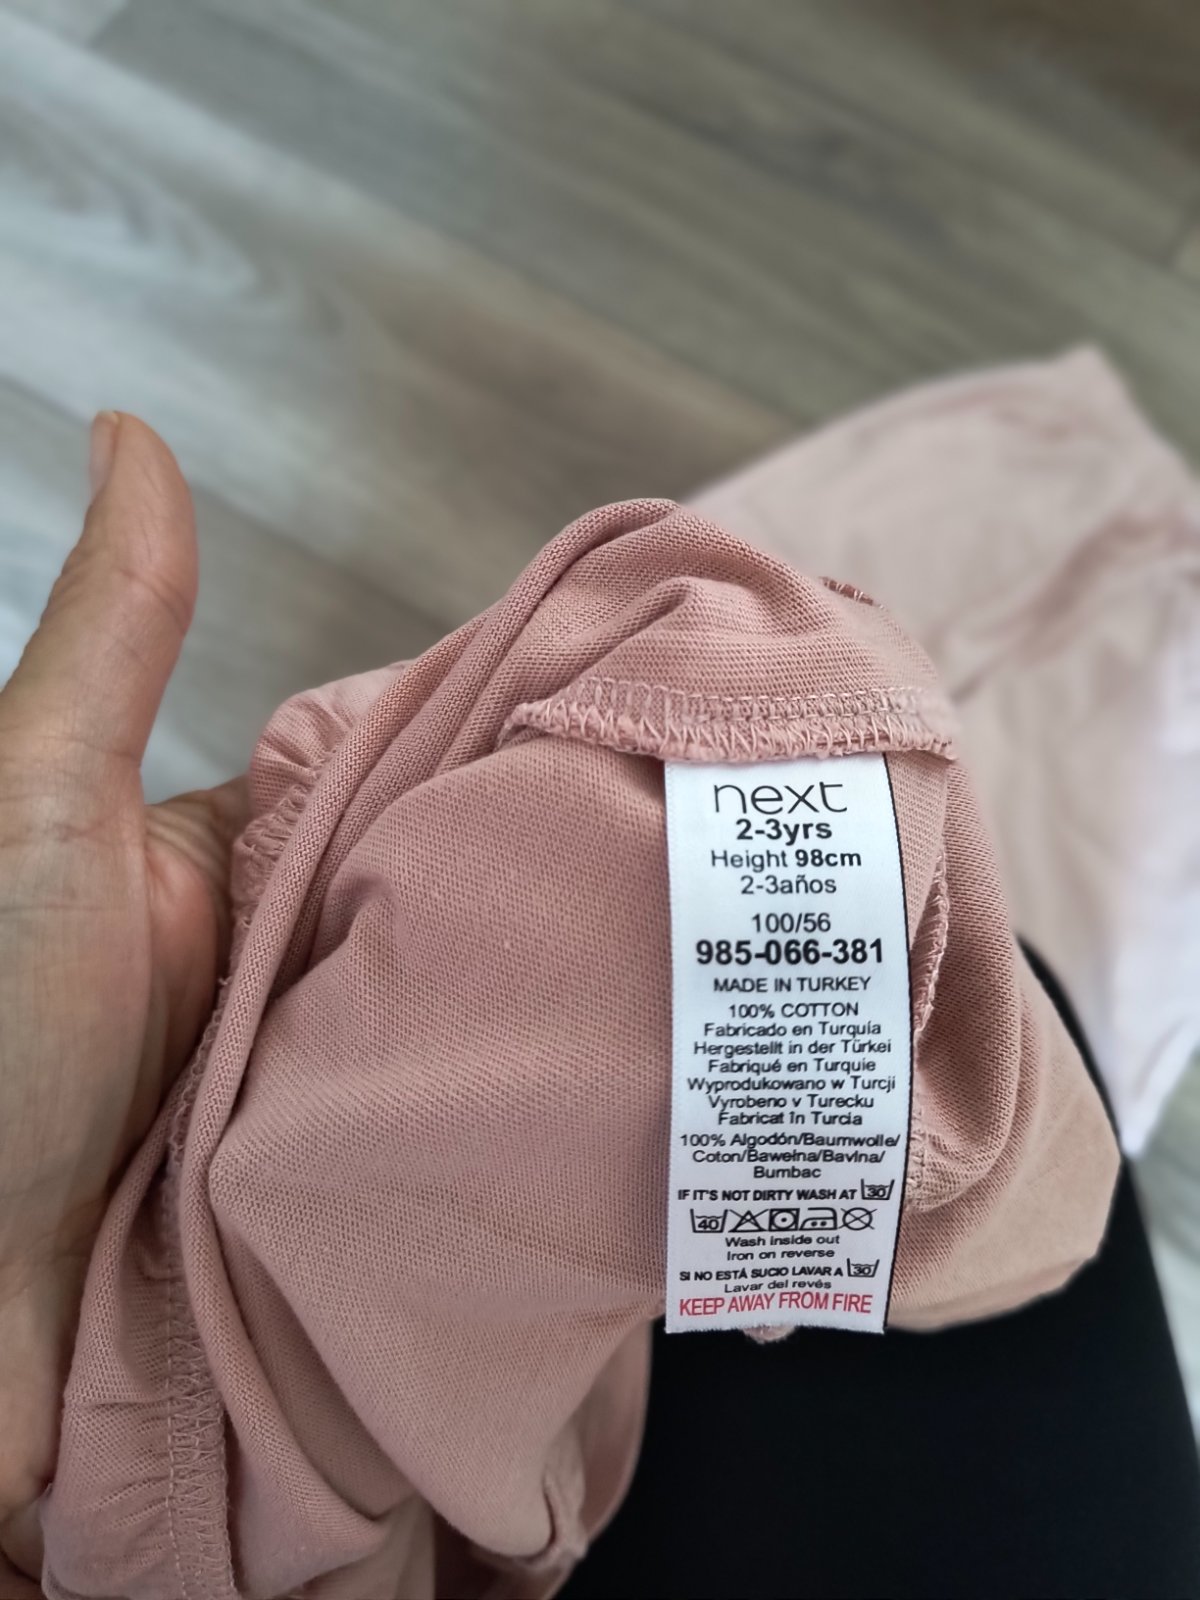 next
2-3yrs
Height 98cm
2-3años
100/56
985-066-381
MADE IN TURKEY
100% COTTON
Fabricado en Turquía
Hergestellt in der Türkei
Fabriqué en Turquie
Wyprodukowano w Turcji
Vyrobeno v Turecku
Fabricat în Turcia
100% Algodón/Baumwolle/
Coton/Bawełna/Bavlna/
Bumbac
IF IT'S NOT DIRTY WASH AT 30
40
Wash inside out
Iron on reverse
SI NO ESTÁ SUCIO LAVAR A 30
Lavar del revés
KEEP AWAY FROM FIRE